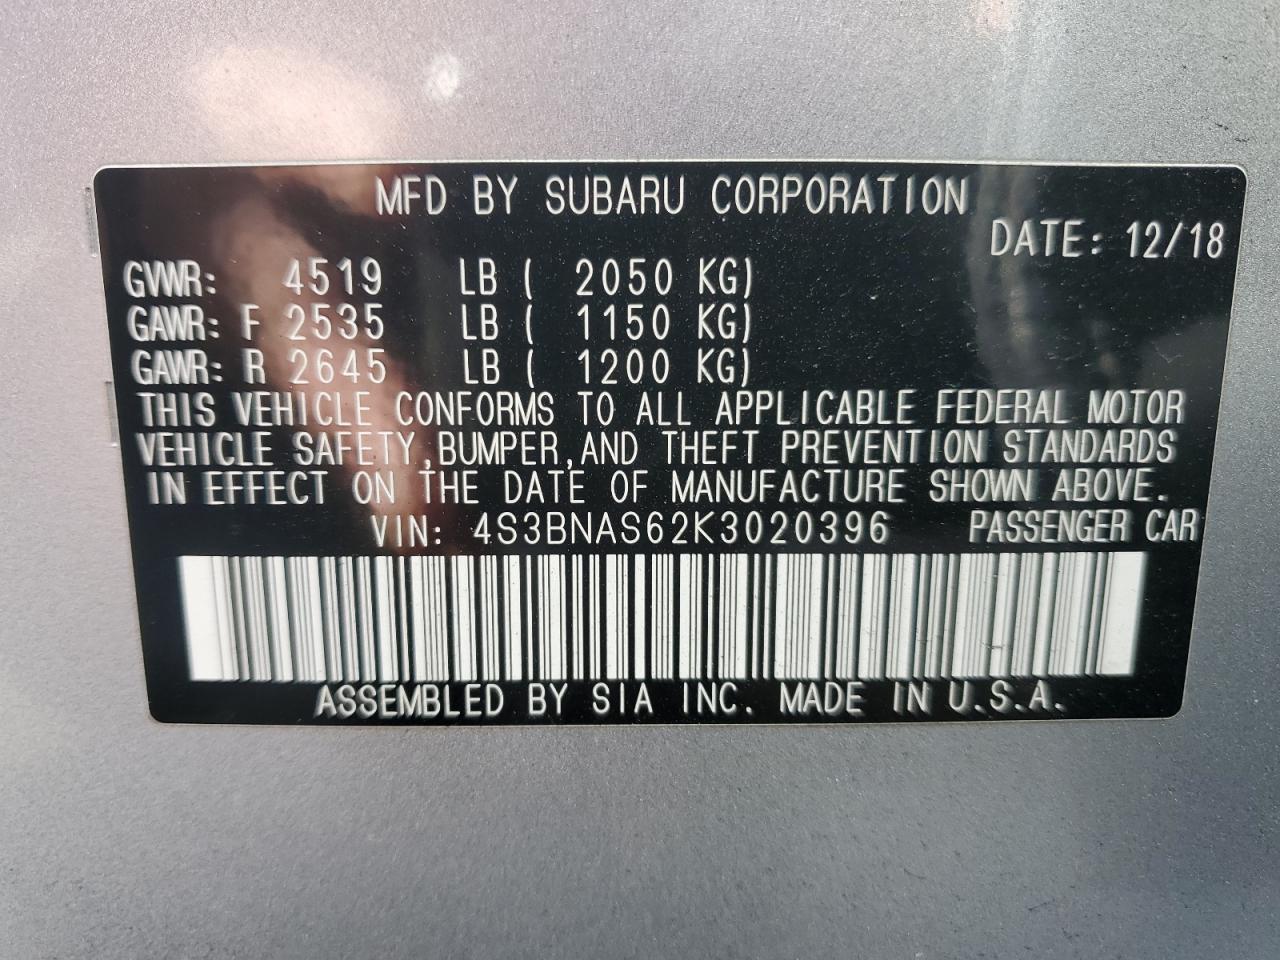 MFD BY SUBARU CORPORATION
DATE: 12/18
GVWR: 4519 LB ( 2050 KG)
GAWR: F 2535 LB ( 1150 KG)
GAWR: R 2645 LB ( 1200 KG)
THIS VEHICLE CONFORMS TO ALL APPLICABLE FEDERAL MOTOR
VEHICLE SAFETY,BUMPER,AND THEFT PREVENTION STANDARDS
IN EFFECT ON THE DATE OF MANUFACTURE SHOWN ABOVE.
VIN: 4S3BNAS62K3020396 PASSENGER CAR
ASSEMBLED BY SIA INC. MADE IN U.S.A.